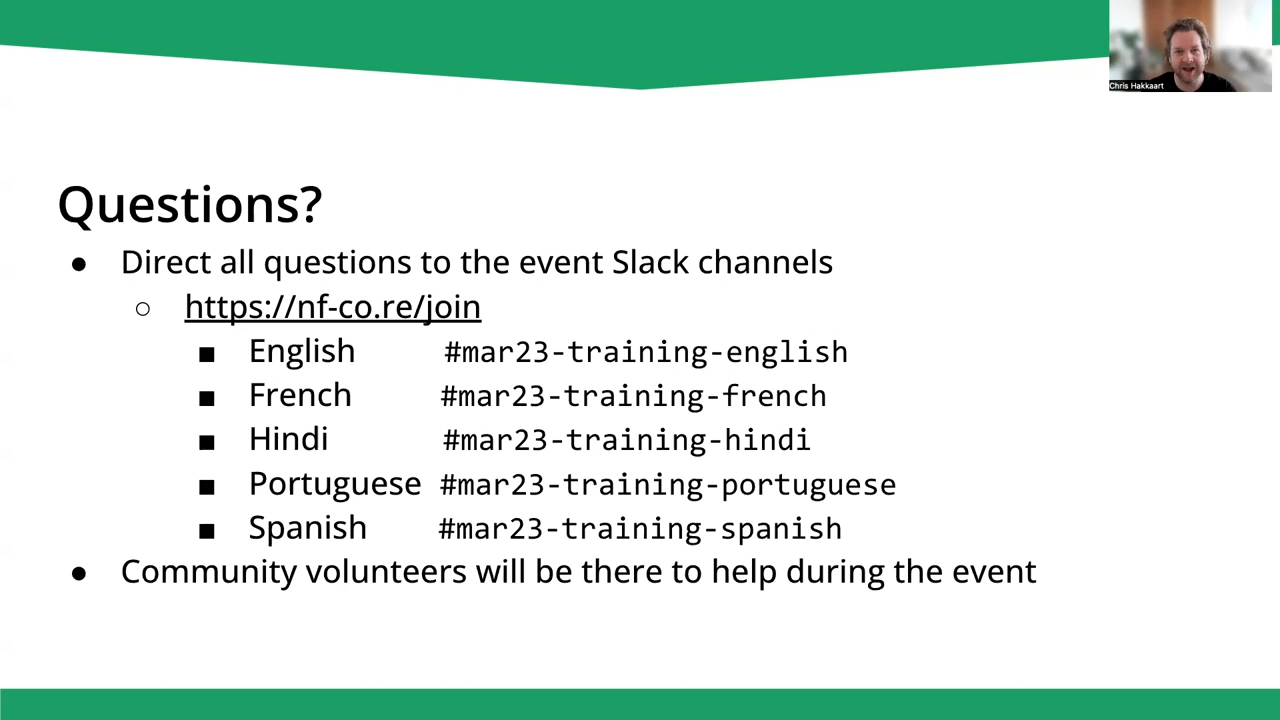 Chris Hakkaart
Questions?
● Direct all questions to the event Slack channels
○ https://nf-co.re/join
■ English #mar23-training-english
■ French #mar23-training-french
■ Hindi #mar23-training-hindi
■ Portuguese #mar23-training-portuguese
■ Spanish #mar23-training-spanish
● Community volunteers will be there to help during the event